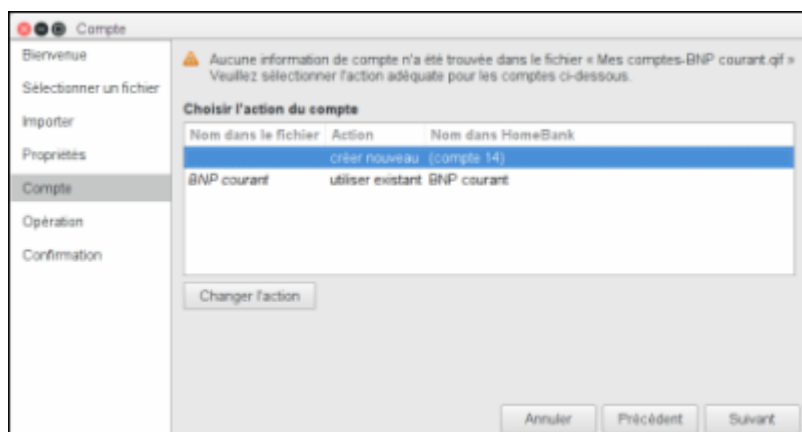 Compte
Bienvenue
Sélectionner un fichier
Importer
Propriétés
Compte
Opération
Confirmation
Aucune information de compte n'a été trouvée dans le fichier « Mes comptes-BNP courant.qif »
Veuillez sélectionner l'action adéquate pour les comptes ci-dessous.
Choisir l'action du compte
Nom dans le fichier Action Nom dans HomeBank
créer nouveau (compte 14)
BNP courant utiliser existant BNP courant
Changer l'action
Annuler Précédent Suivant